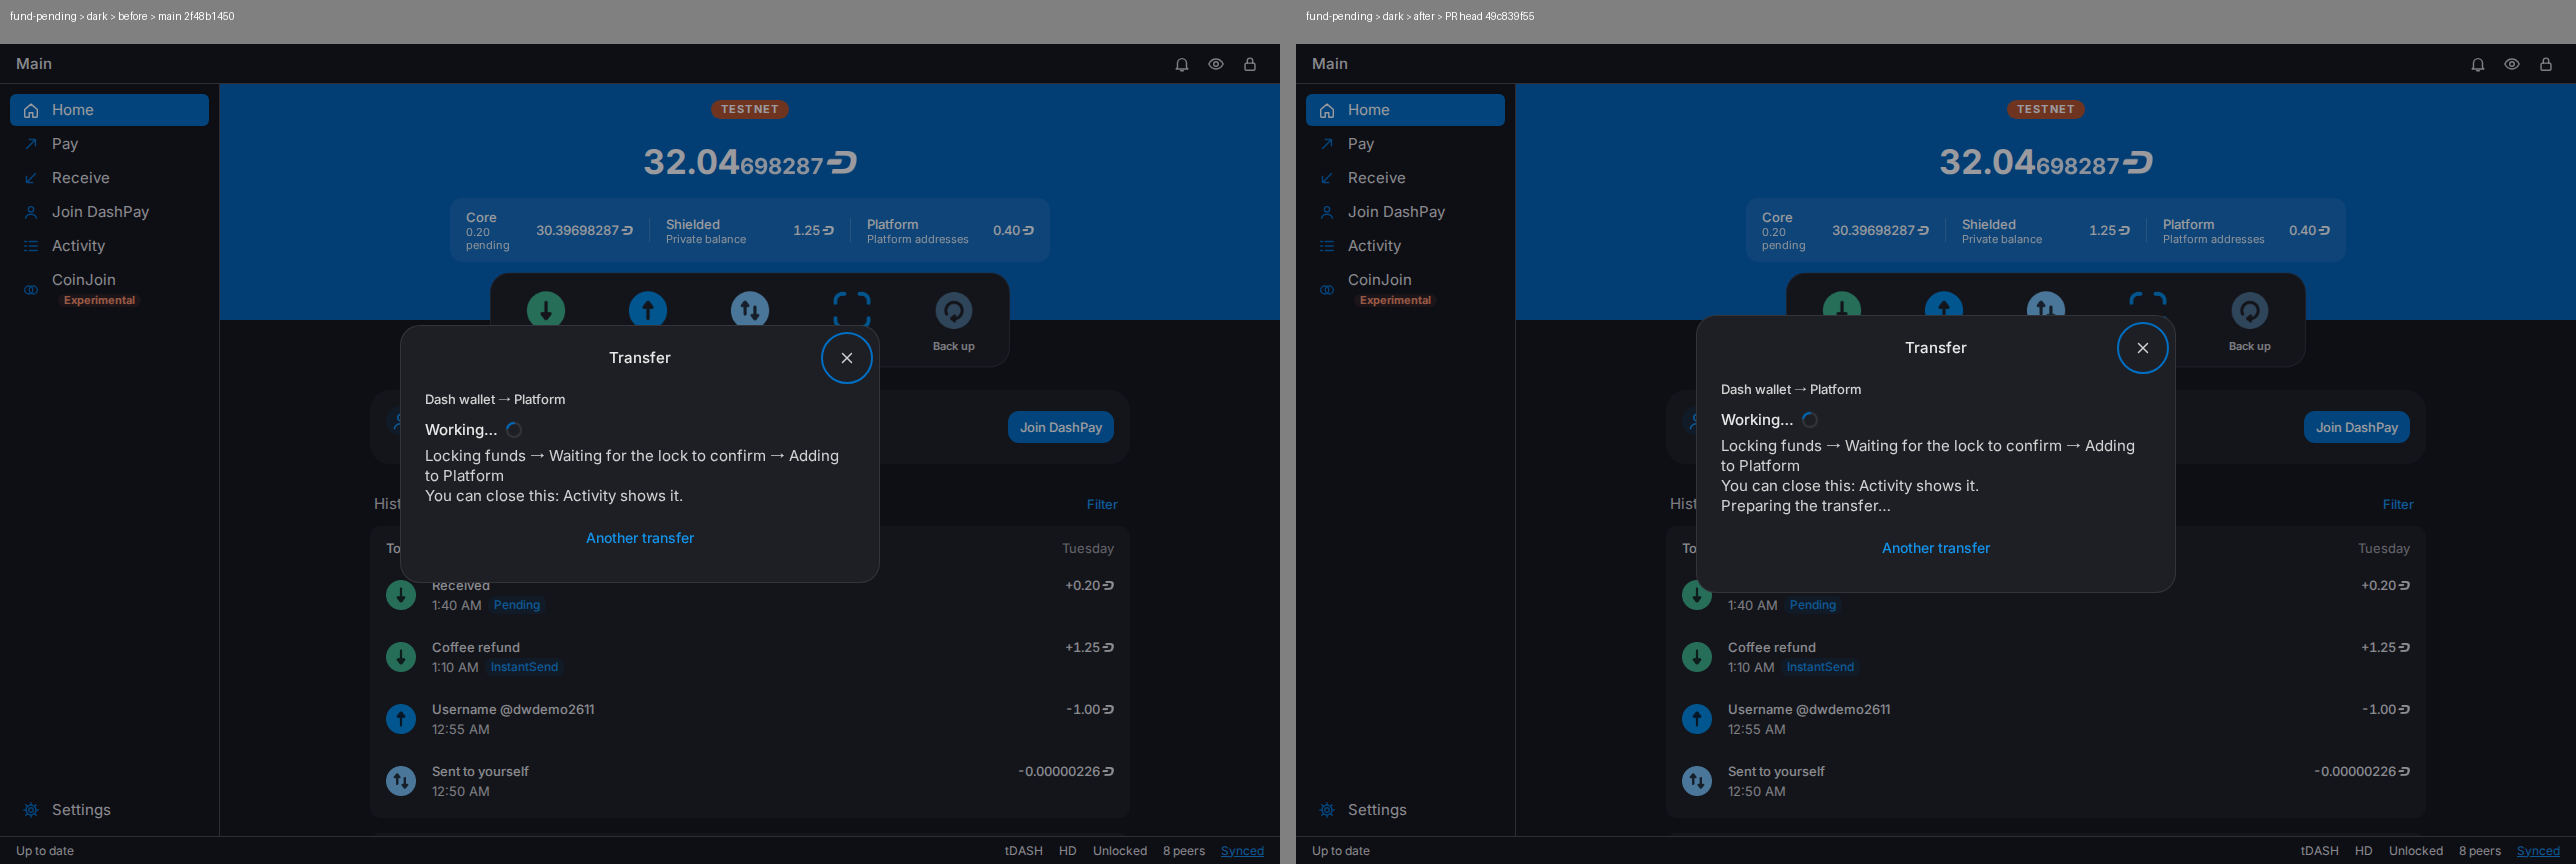 fund-pending > dark > before > main 2f48b1450
Main
Home
Pay
Receive
Join DashPay
Activity
CoinJoin
Experimental
Settings
TESTNET
32.04698287
Core
0.20
pending
30.39698287
Shielded
Private balance
1.25
Platform
Platform addresses
0.40
Back up
Transfer
Dash wallet → Platform
Working...
Locking funds → Waiting for the lock to confirm → Adding
to Platform
You can close this: Activity shows it.
Another transfer
Join DashPay
Hist
Filter
To
Tuesday
Received
+0.20
1:40 AM Pending
Coffee refund
+1.25
1:10 AM InstantSend
Username @dwdemo2611
-1.00
12:55 AM
Sent to yourself
-0.00000226
12:50 AM
Up to date
tDASH HD Unlocked 8 peers Synced
fund-pending > dark > after > PR head 49c839f55
Main
Home
Pay
Receive
Join DashPay
Activity
CoinJoin
Experimental
Settings
TESTNET
32.04698287
Core
0.20
pending
30.39698287
Shielded
Private balance
1.25
Platform
Platform addresses
0.40
Back up
Transfer
Dash wallet → Platform
Working...
Locking funds → Waiting for the lock to confirm → Adding
to Platform
You can close this: Activity shows it.
Preparing the transfer...
Another transfer
Join DashPay
Hist
Filter
To
Tuesday
+0.20
1:40 AM Pending
Coffee refund
+1.25
1:10 AM InstantSend
Username @dwdemo2611
-1.00
12:55 AM
Sent to yourself
-0.00000226
12:50 AM
Up to date
tDASH HD Unlocked 8 peers Synced